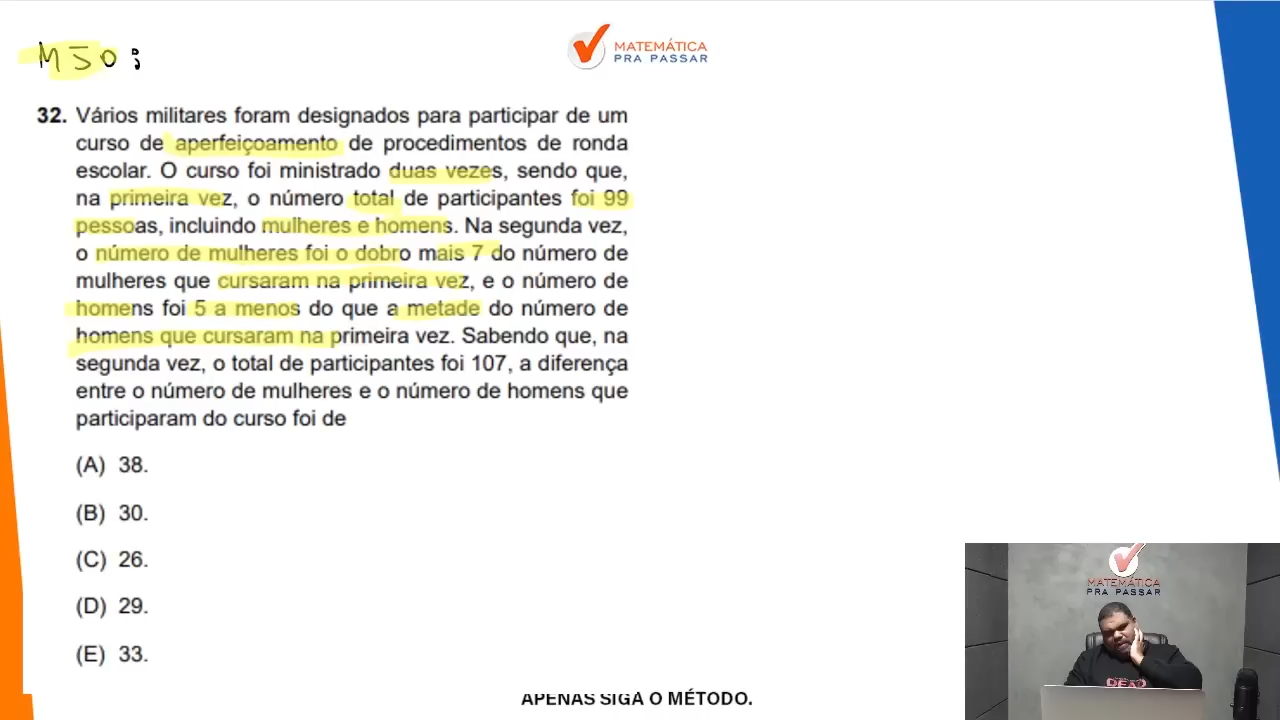 M50:
MATEMÁTICA
PRA PASSAR
32. Vários militares foram designados para participar de um
curso de aperfeiçoamento de procedimentos de ronda
escolar. O curso foi ministrado duas vezes, sendo que,
na primeira vez, o número total de participantes foi 99
pessoas, incluindo mulheres e homens. Na segunda vez,
o número de mulheres foi o dobro mais 7 do número de
mulheres que cursaram na primeira vez, e o número de
homens foi 5 a menos do que a metade do número de
homens que cursaram na primeira vez. Sabendo que, na
segunda vez, o total de participantes foi 107, a diferença
entre o número de mulheres e o número de homens que
participaram do curso foi de
(A) 38.
(B) 30.
(C) 26.
(D) 29.
(E) 33.
MATEMÁTICA
PRA PASSAR
DEAD
APENAS SIGA O MÉTODO.